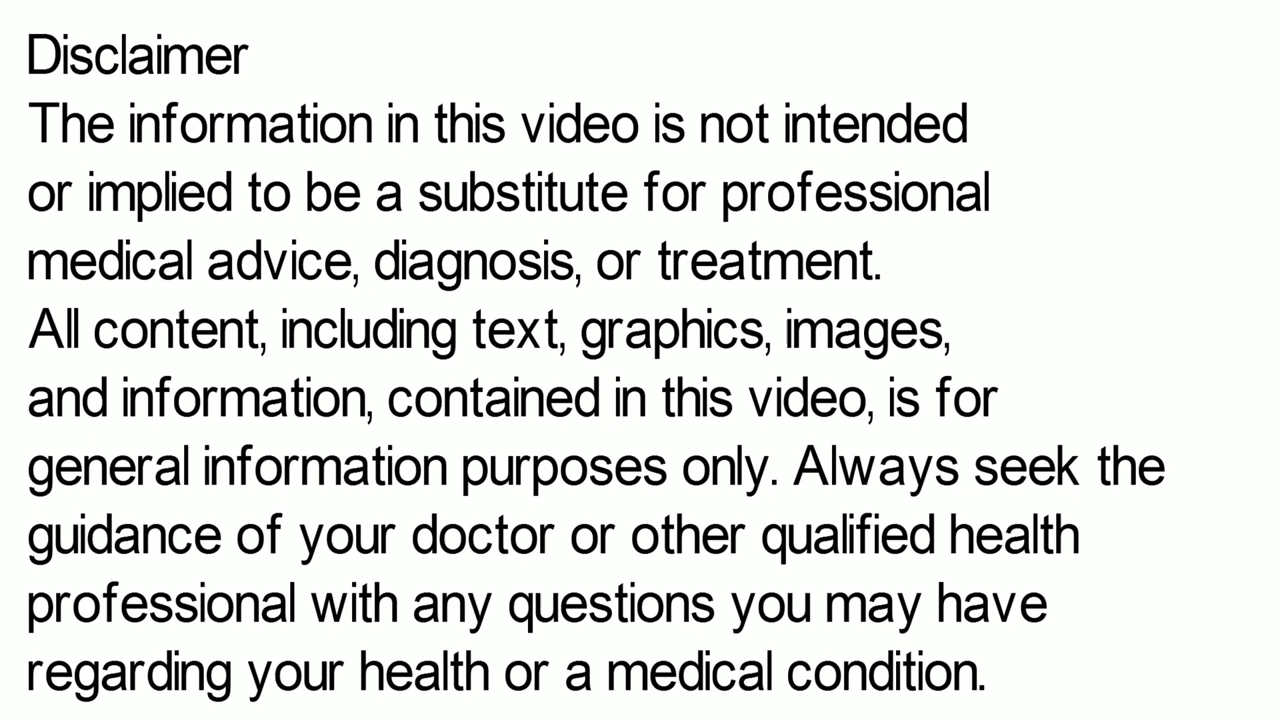 Disclaimer
The information in this video is not intended
or implied to be a substitute for professional
medical advice, diagnosis, or treatment.
All content, including text, graphics, images,
and information, contained in this video, is for
general information purposes only. Always seek the
guidance of your doctor or other qualified health
professional with any questions you may have
regarding your health or a medical condition.